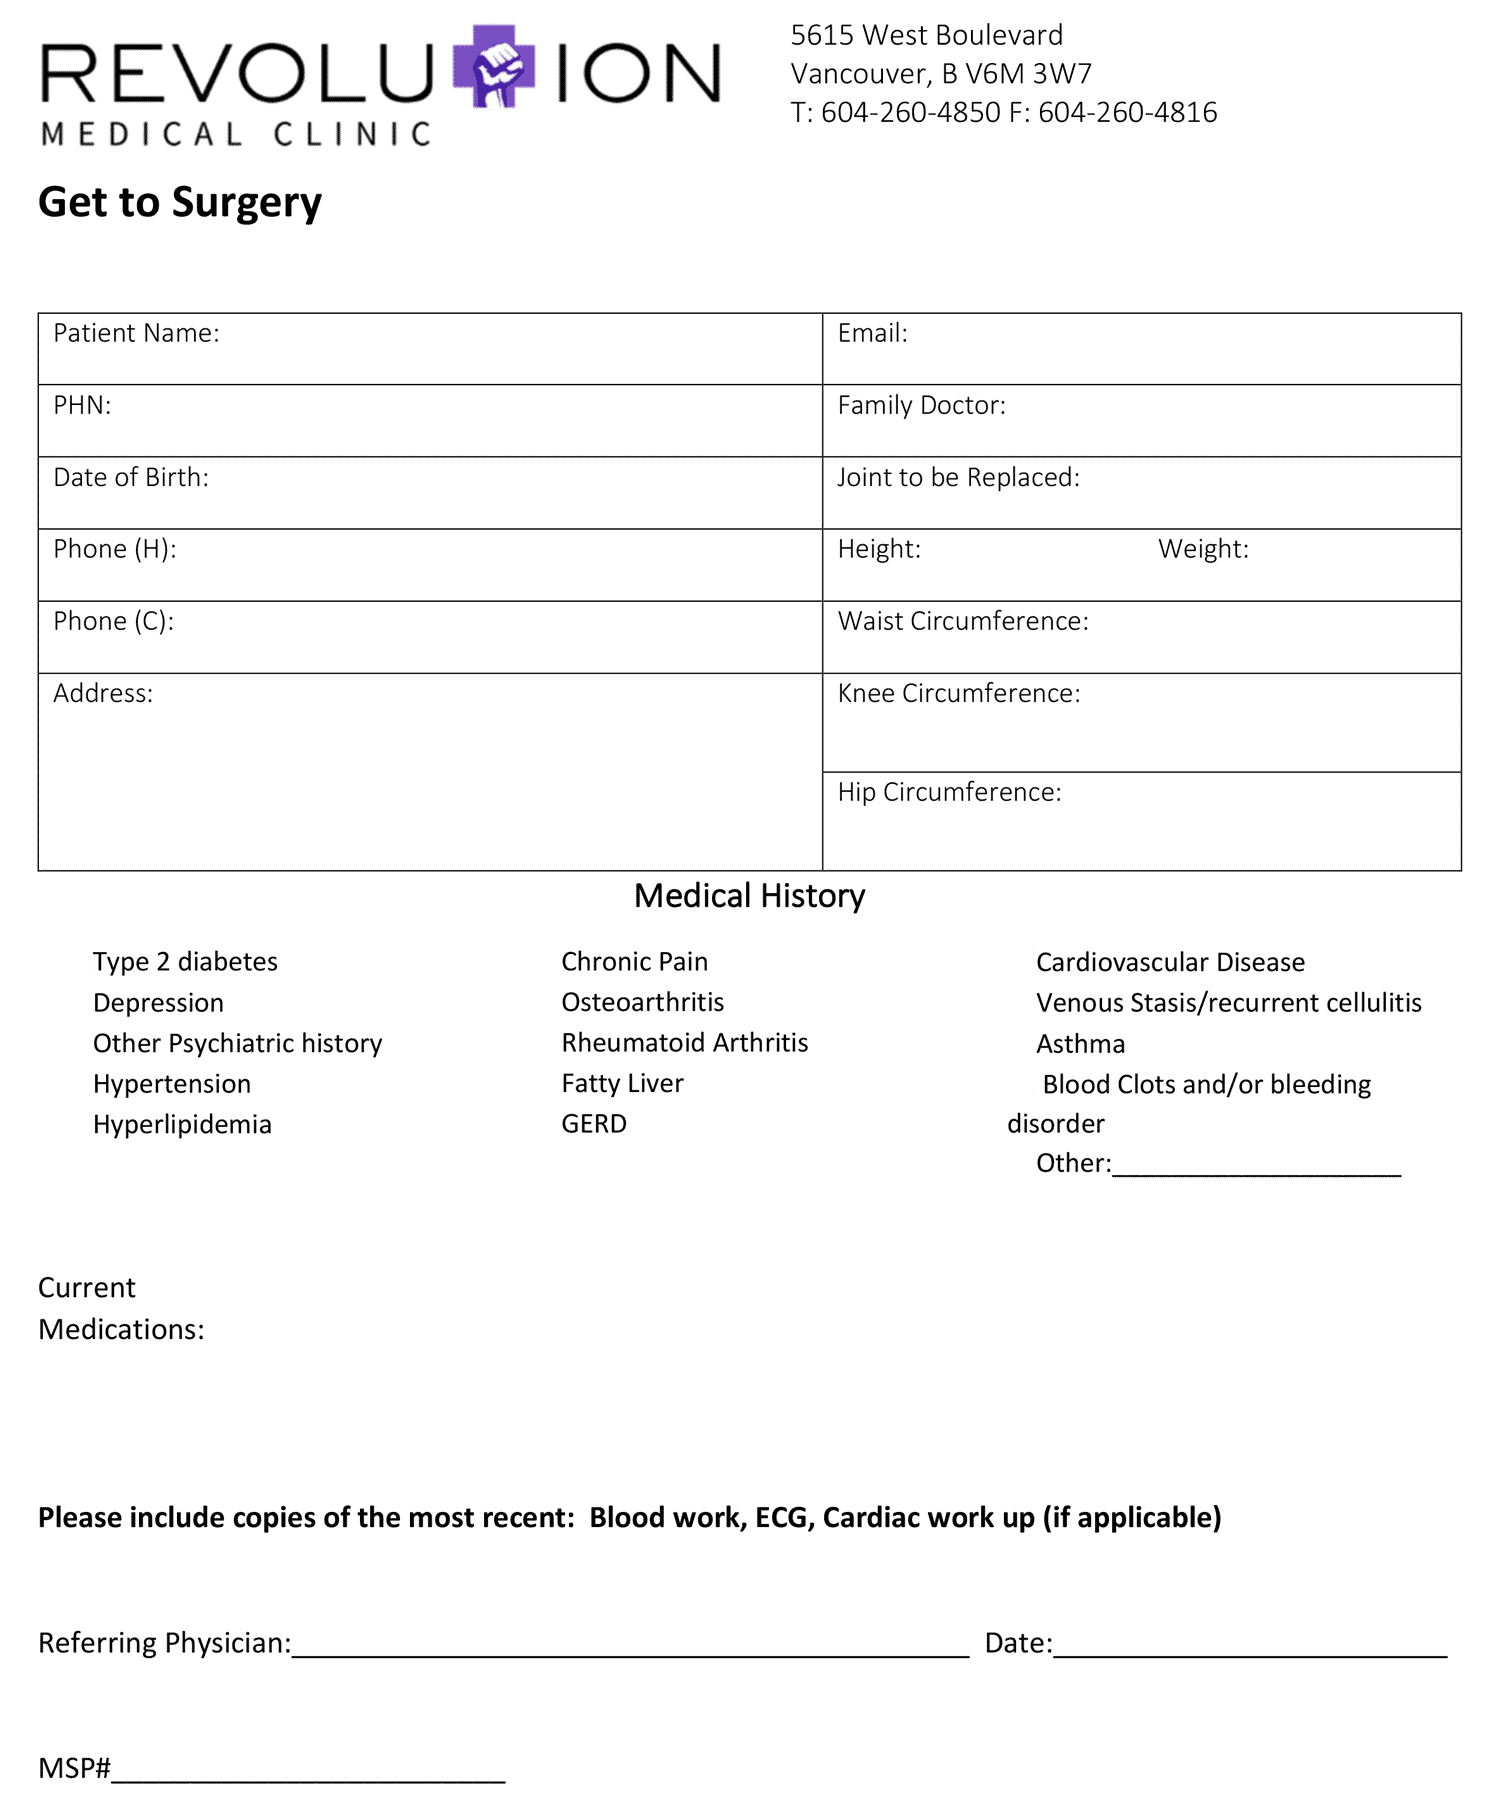 REVOLUTION
MEDICAL CLINIC
5615 West Boulevard
Vancouver, B V6M 3W7
T: 604-260-4850 F: 604-260-4816
Get to Surgery
Patient Name:
Email:
PHN:
Family Doctor:
Date of Birth:
Joint to be Replaced:
Phone (H):
Height: Weight:
Phone (C):
Waist Circumference:
Address:
Knee Circumference:
Hip Circumference:
Medical History
Type 2 diabetes
Depression
Other Psychiatric history
Hypertension
Hyperlipidemia
Chronic Pain
Osteoarthritis
Rheumatoid Arthritis
Fatty Liver
GERD
Cardiovascular Disease
Venous Stasis/recurrent cellulitis
Asthma
Blood Clots and/or bleeding
disorder
Other:____________________
Current
Medications:
Please include copies of the most recent:  Blood work, ECG, Cardiac work up (if applicable)
Referring Physician:___________________________________________ Date:_________________________
MSP#_________________________